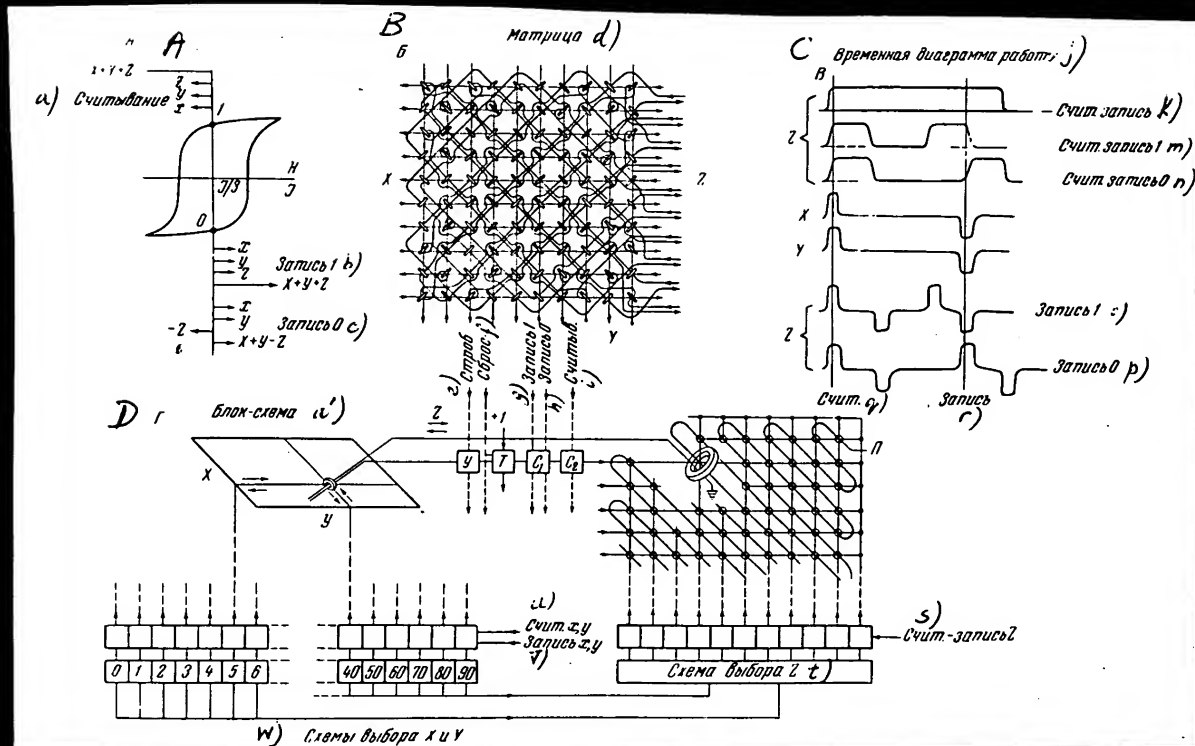 A
x+y+z
z
y
a) Считывание
x
1
H
J/3
J
0
x
y
z
Запись 1 b)
x+y+z
x
y
Запись 0 c)
-z
x+y-z
B
Б
Матрица d)
X
Z
Y
C
Временная диаграмма работы j)
В
Z
Счит. запись k)
Счит. запись 1 m)
Счит. запись 0 n)
X
Y
Z
Запись 1
Запись 0 p)
Счит. q)
Запись r)
Строб
Сброс f)
Запись 1 g)
Запись 0 h)
Считыв. i)
D
г
Блок-схема a')
X
Y
Z
+1
У
Т
C₁
C₂
П
u)
Счит. x,y
Запись x,y
v)
s)
Счит.-запись Z
0 1 2 3 4 5 6
40 50 60 70 80 90
Схема выбора Z t)
w) Схемы выбора X и Y